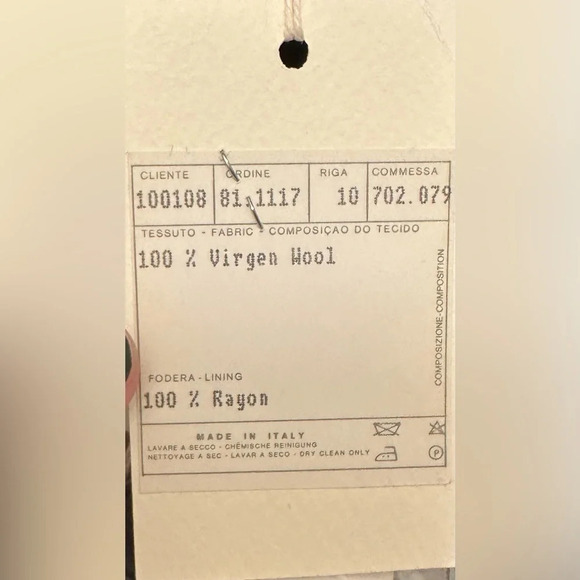 CLIENTE ORDINE RIGA COMMESSA
100108 81.1117 10 702.079
TESSUTO - FABRIC - COMPOSIÇAO DO TECIDO
100 % Virgen Wool
COMPOSIZIONE-COMPOSITION
FODERA - LINING
100 % Rayon
MADE IN ITALY
LAVARE A SECCO - CHEMISCHE REINIGUNG
NETTOYAGE A SEC - LAVAR A SECO - DRY CLEAN ONLY
P